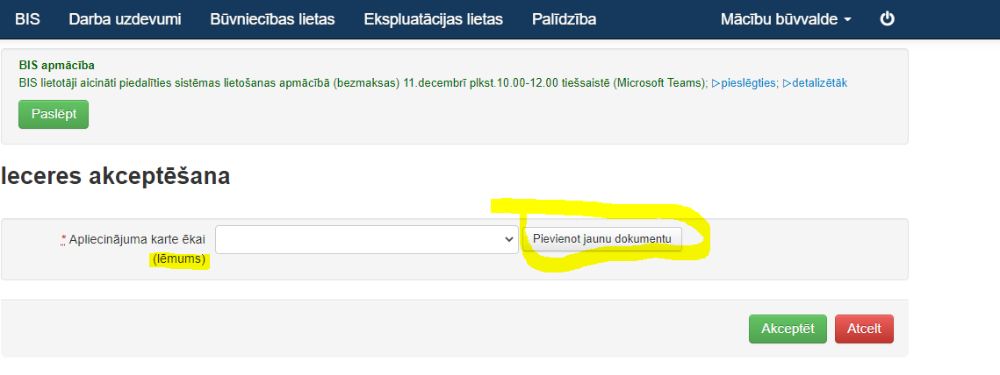 BIS Darba uzdevumi Būvniecības lietas Ekspluatācijas lietas Palīdzība Mācību būvvalde
BIS apmācība
BIS lietotāji aicināti piedalīties sistēmas lietošanas apmācībā (bezmaksas) 11.decembrī plkst.10.00-12.00 tiešsaistē (Microsoft Teams); ▷pieslēgties; ▷detalizētāk
Paslēpt
Ieceres akceptēšana
* Apliecinājuma karte ēkai
(lēmums)
Pievienot jaunu dokumentu
Akceptēt Atcelt